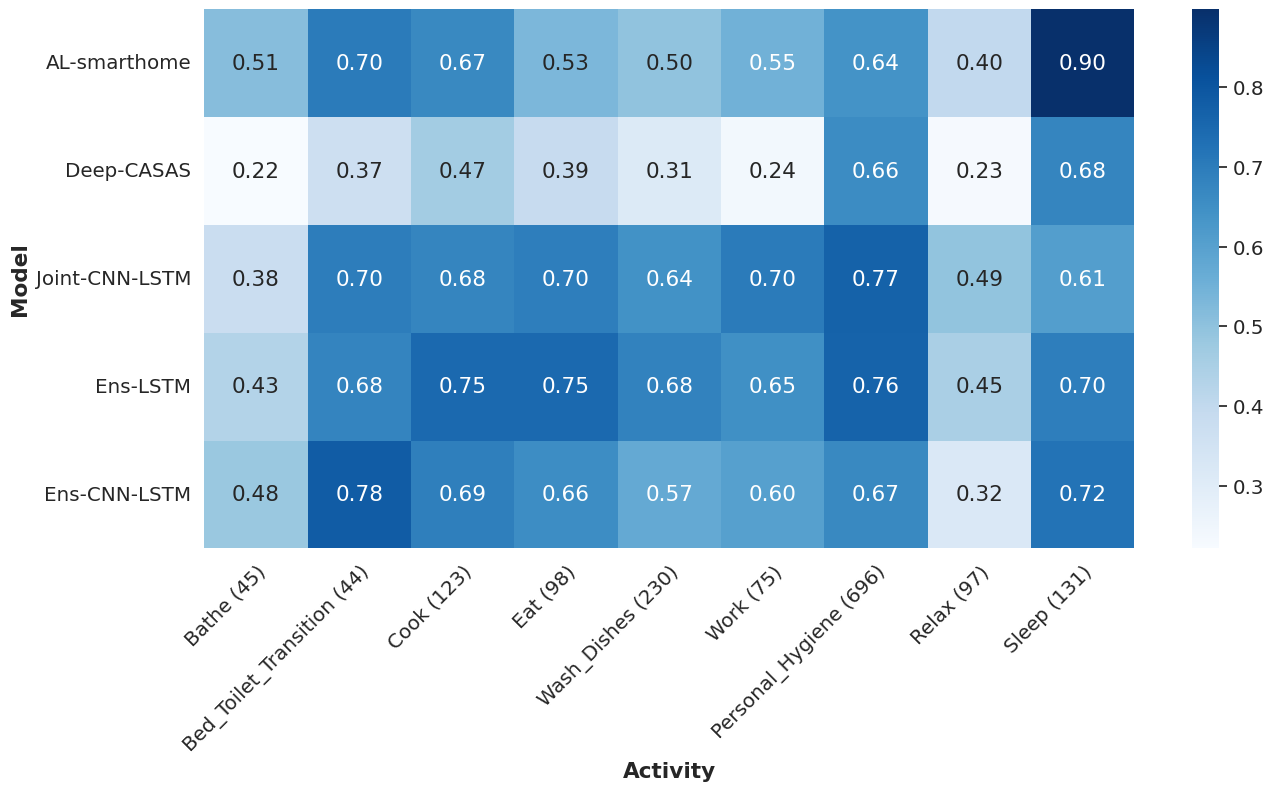 Model
AL-smarthome 0.51 0.70 0.67 0.53 0.50 0.55 0.64 0.40 0.90
Deep-CASAS 0.22 0.37 0.47 0.39 0.31 0.24 0.66 0.23 0.68
Joint-CNN-LSTM 0.38 0.70 0.68 0.70 0.64 0.70 0.77 0.49 0.61
Ens-LSTM 0.43 0.68 0.75 0.75 0.68 0.65 0.76 0.45 0.70
Ens-CNN-LSTM 0.48 0.78 0.69 0.66 0.57 0.60 0.67 0.32 0.72
Bathe (45)
Bed_Toilet_Transition (44)
Cook (123)
Eat (98)
Wash_Dishes (230)
Work (75)
Personal_Hygiene (696)
Relax (97)
Sleep (131)
Activity
0.8
0.7
0.6
0.5
0.4
0.3